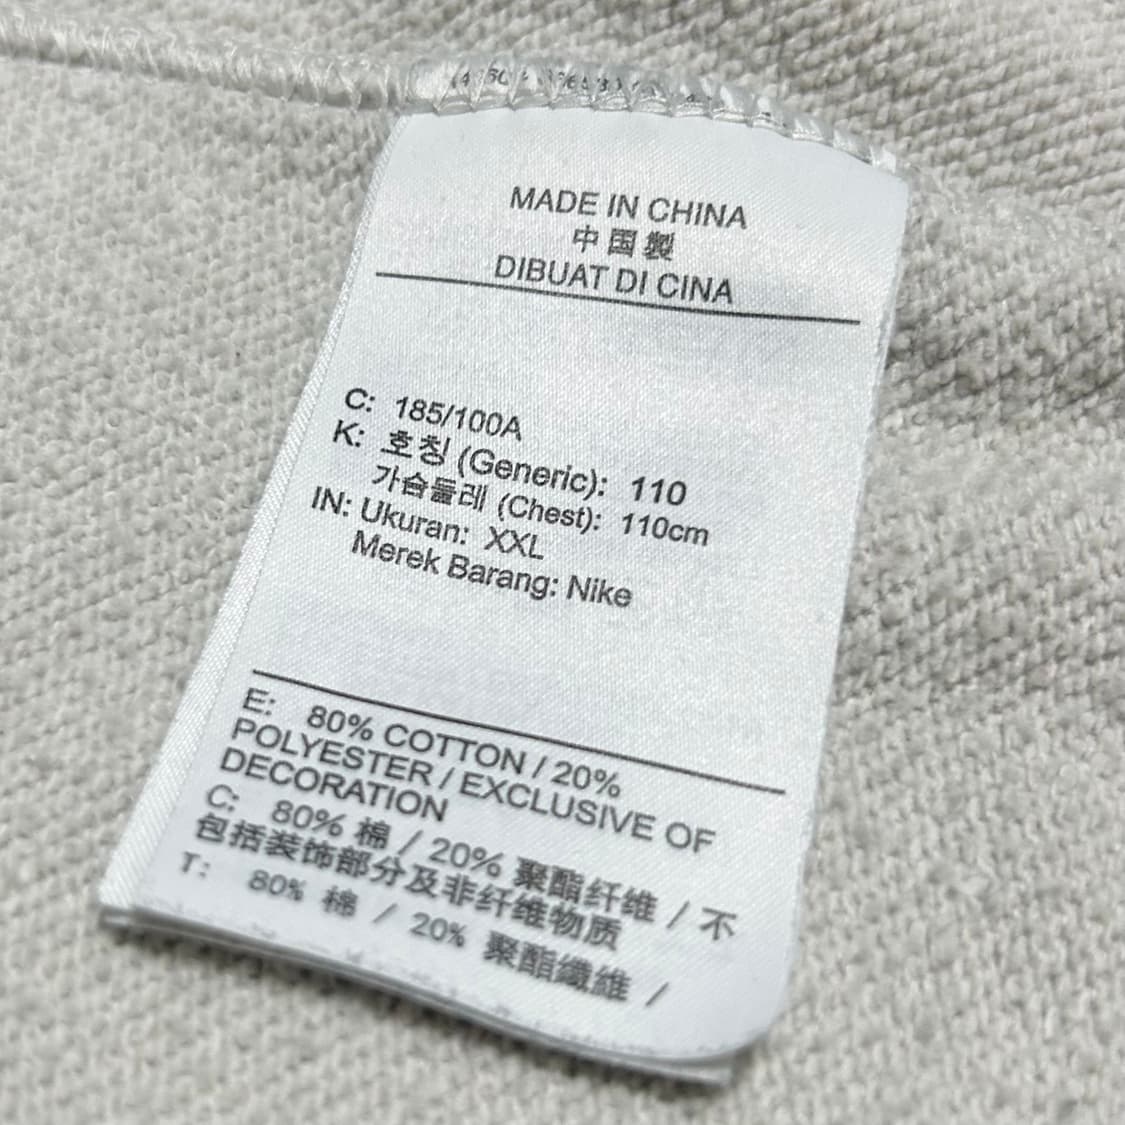 MADE IN CHINA
中国製
DIBUAT DI CINA
C: 185/100A
K: 호칭 (Generic): 110
가슴둘레 (Chest): 110cm
IN: Ukuran: XXL
Merek Barang: Nike
E: 80% COTTON / 20%
POLYESTER / EXCLUSIVE OF
DECORATION
C: 80% 棉 / 20% 聚酯纤维 / 不
包括装饰部分及非纤维物质
T: 80% 棉 / 20% 聚酯纖維 /